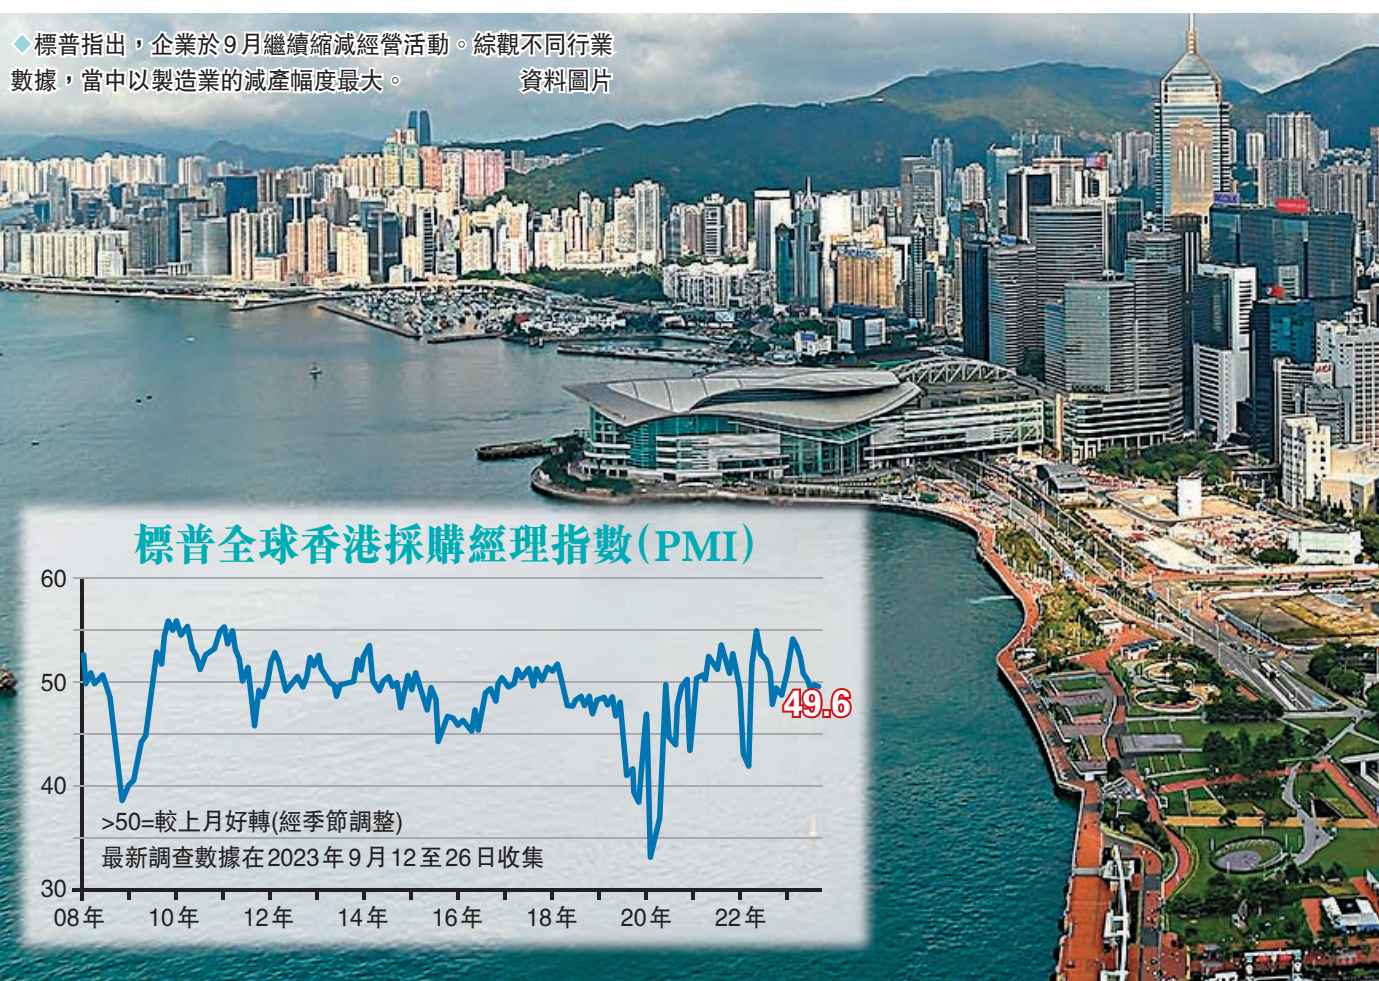 ◆標普指出，企業於9月繼續縮減經營活動。綜觀不同行業
數據，當中以製造業的減產幅度最大。 資料圖片
標普全球香港採購經理指數(PMI)
60
50
40
30
49.6
>50=較上月好轉(經季節調整)
最新調查數據在2023年9月12至26日收集
08年 10年 12年 14年 16年 18年 20年 22年